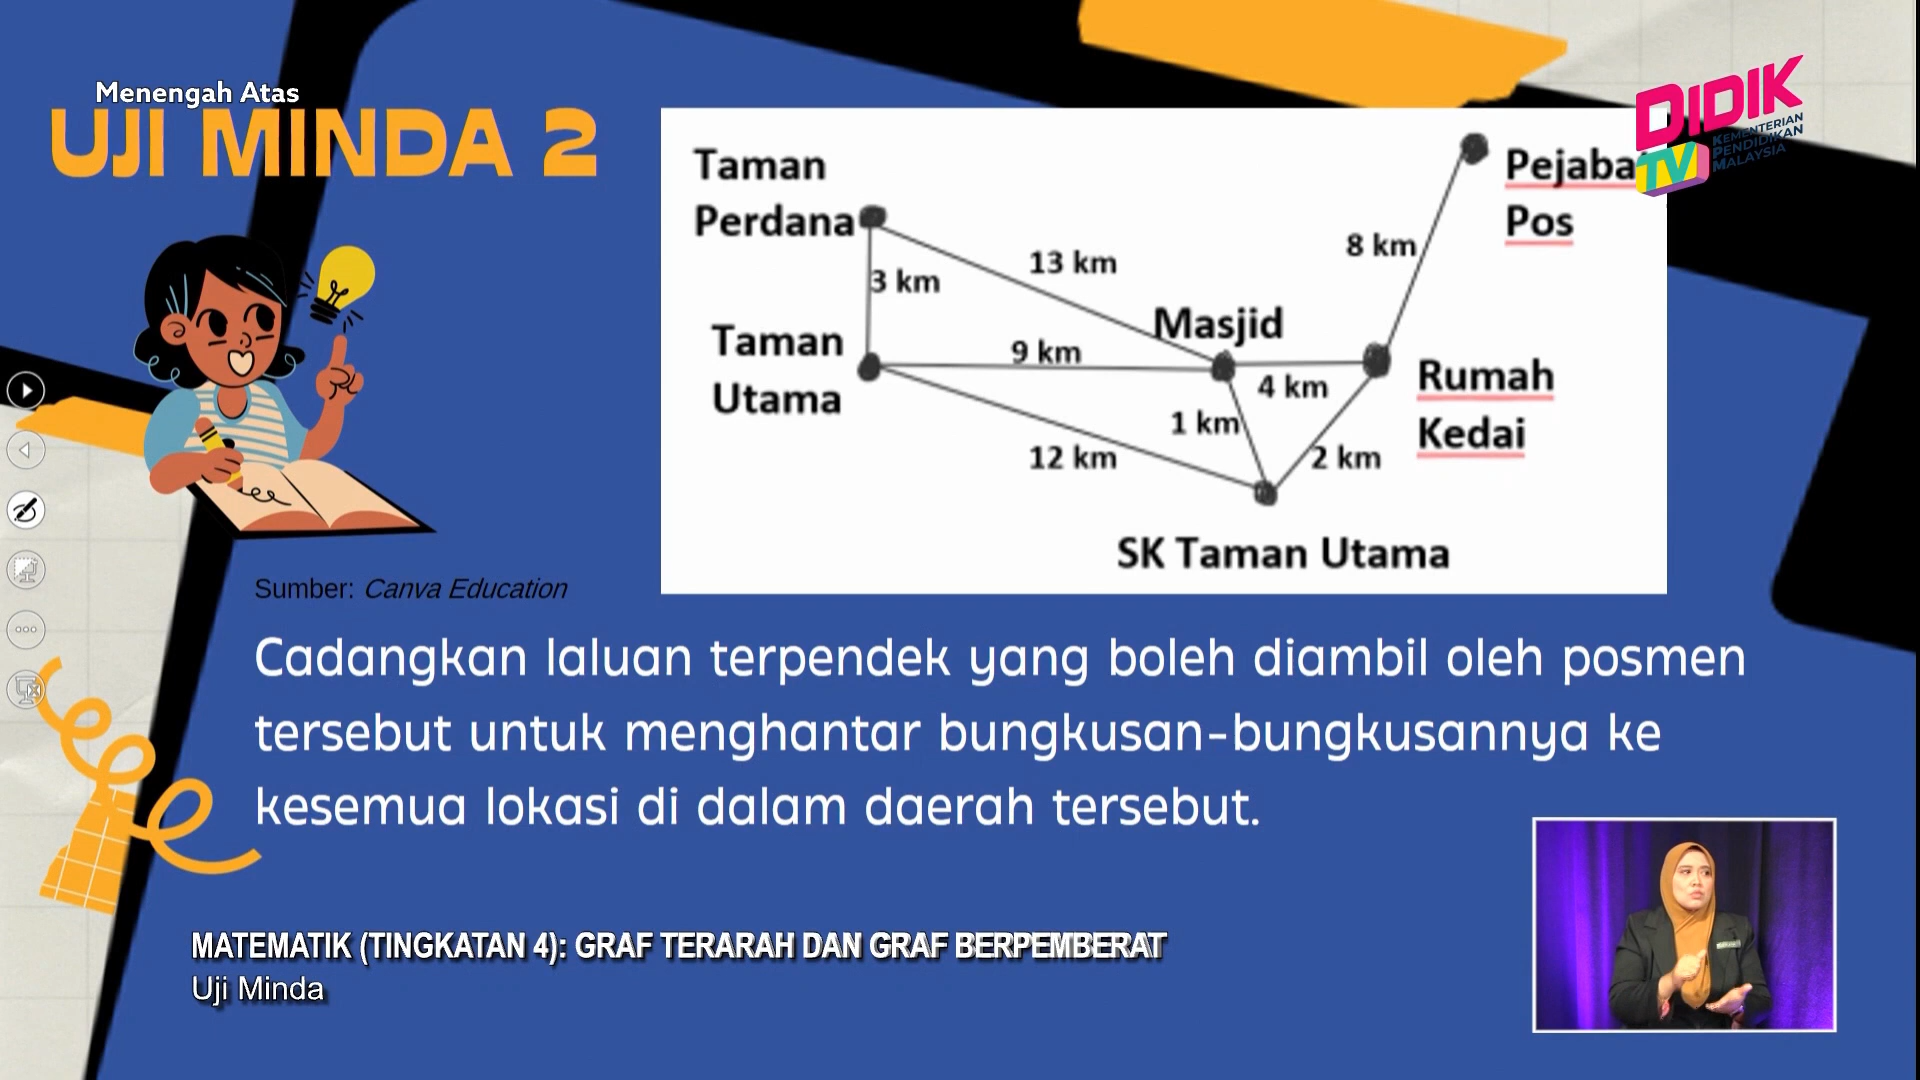 Menengah Atas
UJI MINDA 2
DIDIK
TV
KEMENTERIAN
PENDIDIKAN
MALAYSIA
Taman
Perdana
Pejaba
Pos
13 km
8 km
3 km
Masjid
Taman
Utama
9 km
4 km
Rumah
Kedai
1 km
12 km
2 km
SK Taman Utama
Sumber: Canva Education
Cadangkan laluan terpendek yang boleh diambil oleh posmen
tersebut untuk menghantar bungkusan-bungkusannya ke
kesemua lokasi di dalam daerah tersebut.
MATEMATIK (TINGKATAN 4): GRAF TERARAH DAN GRAF BERPEMBERAT
Uji Minda